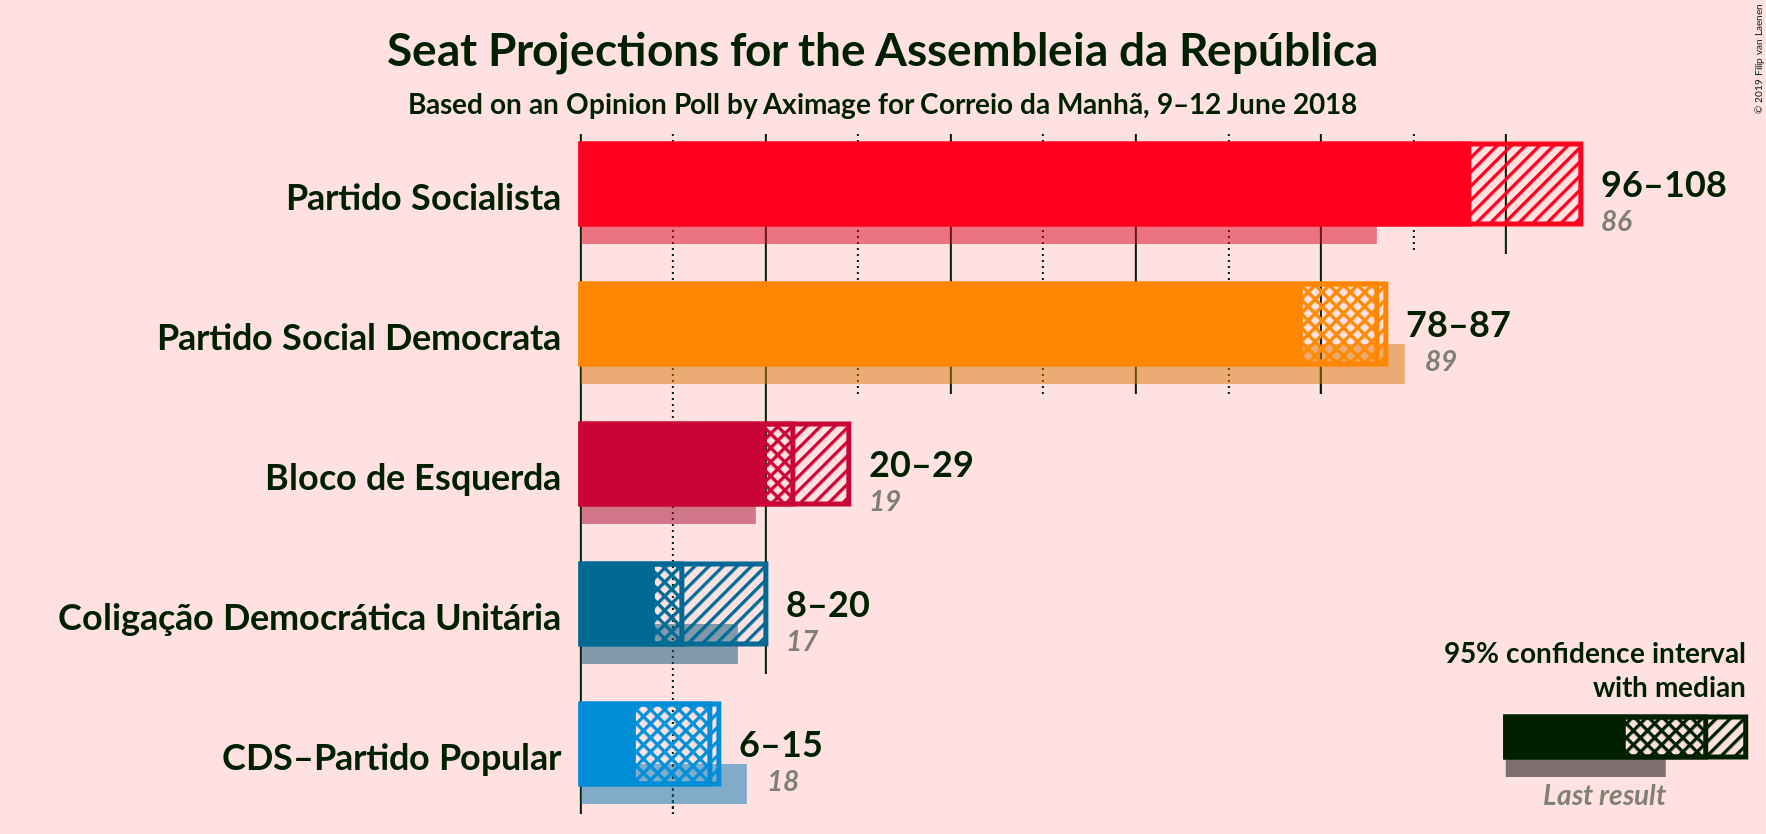 Seat Projections for the Assembleia da República
Based on an Opinion Poll by Aximage for Correio da Manhã, 9–12 June 2018
© 2019 Filip van Laenen
Partido Socialista
96–108
86
Partido Social Democrata
78–87
89
Bloco de Esquerda
20–29
19
Coligação Democrática Unitária
8–20
17
CDS–Partido Popular
6–15
18
95% confidence interval
with median
Last result